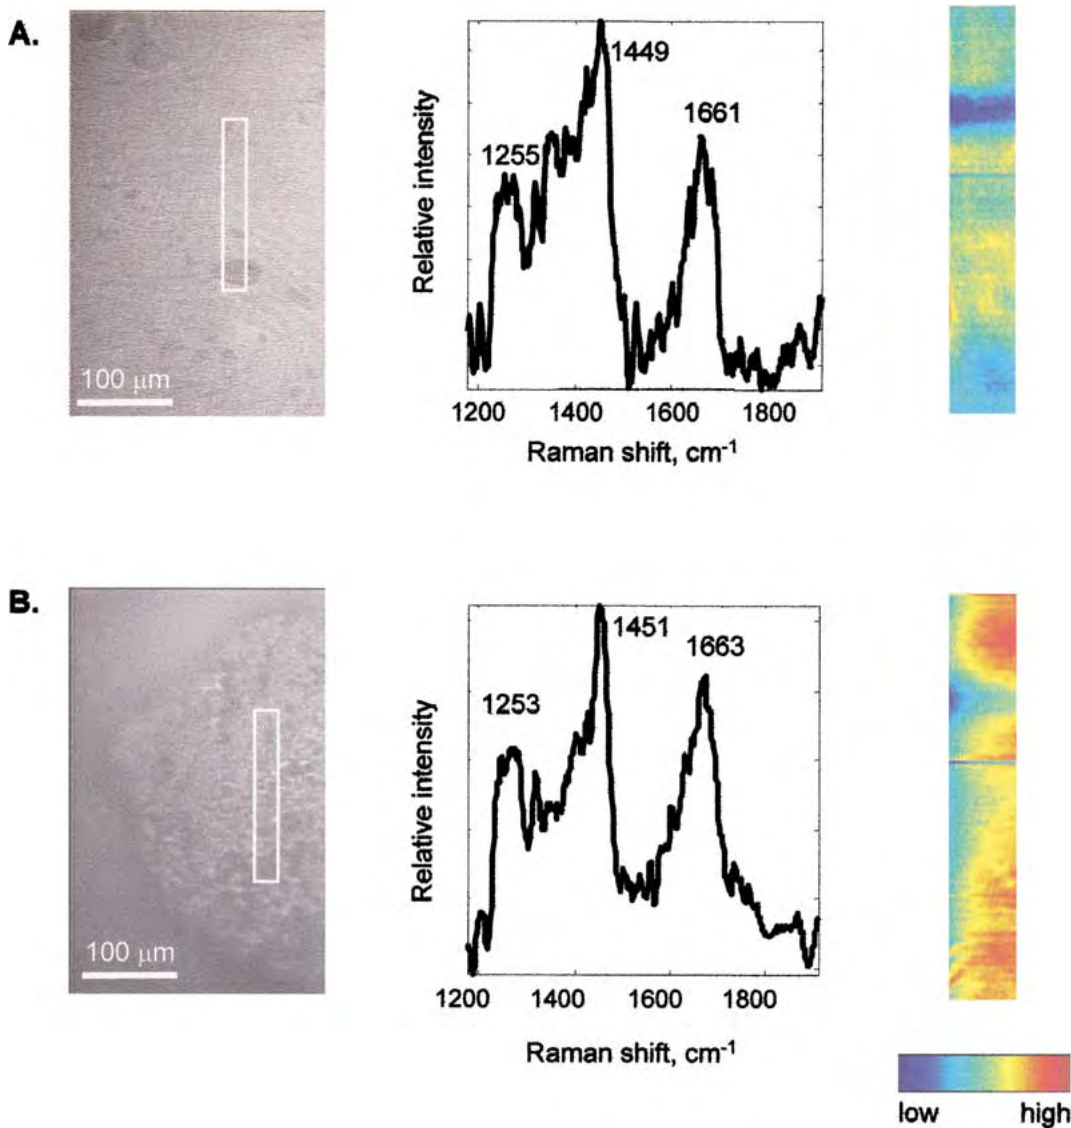 A.
100 μm
Relative intensity
1255
1449
1661
1200 1400 1600 1800
Raman shift, cm-1
B.
100 μm
Relative intensity
1253
1451
1663
1200 1400 1600 1800
Raman shift, cm-1
low high